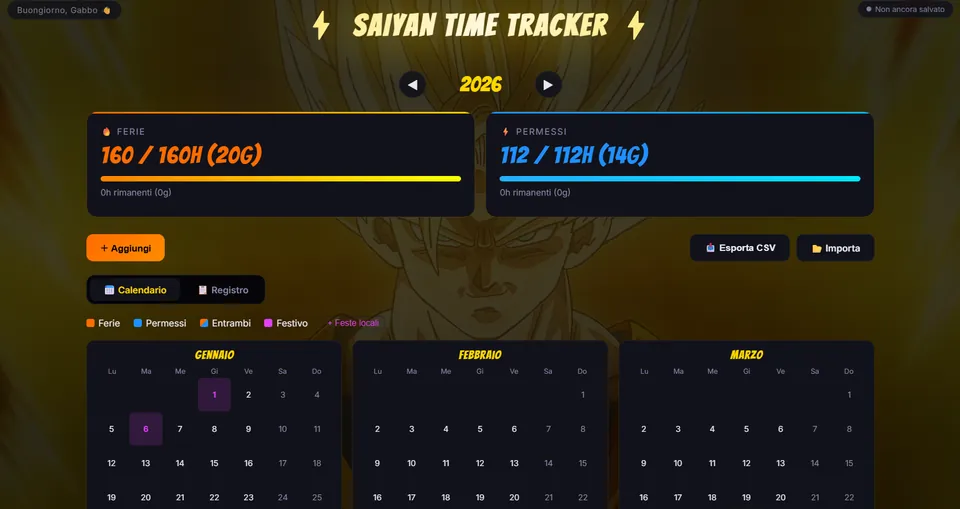 Buongiorno, Gabbo 👋
Non ancora salvato
⚡ SAIYAN TIME TRACKER ⚡
◀ 2026 ▶
🔥 FERIE
160 / 160H (20G)
0h rimanenti (0g)
⚡ PERMESSI
112 / 112H (14G)
0h rimanenti (0g)
+ Aggiungi
Esporta CSV
Importa
Calendario
Registro
Ferie
Permessi
Entrambi
Festivo
+ Feste locali
GENNAIO
Lu Ma Me Gi Ve Sa Do
1 2 3 4
5 6 7 8 9 10 11
12 13 14 15 16 17 18
19 20 21 22 23 24 25
FEBBRAIO
Lu Ma Me Gi Ve Sa Do
1
2 3 4 5 6 7 8
9 10 11 12 13 14 15
16 17 18 19 20 21 22
MARZO
Lu Ma Me Gi Ve Sa Do
1
2 3 4 5 6 7 8
9 10 11 12 13 14 15
16 17 18 19 20 21 22